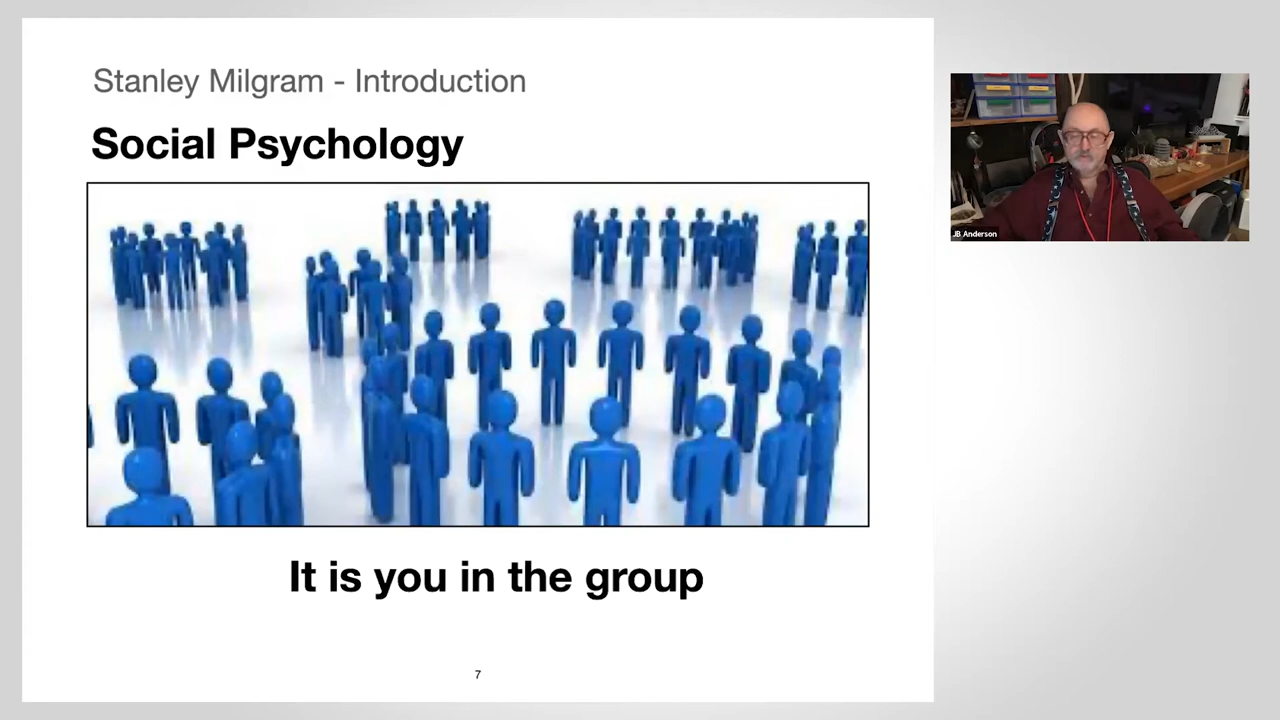 Stanley Milgram - Introduction
Social Psychology
It is you in the group
7
JB Anderson